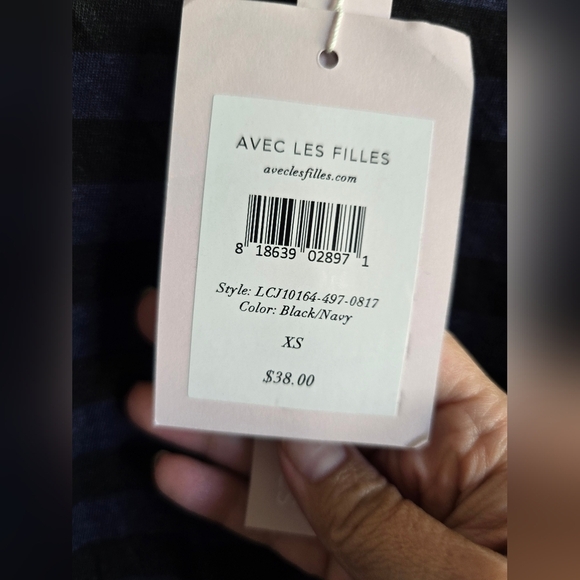 AVEC LES FILLES
aveclesfilles.com
8 18639 02897 1
Style: LCJ10164-497-0817
Color: Black/Navy
XS
$38.00